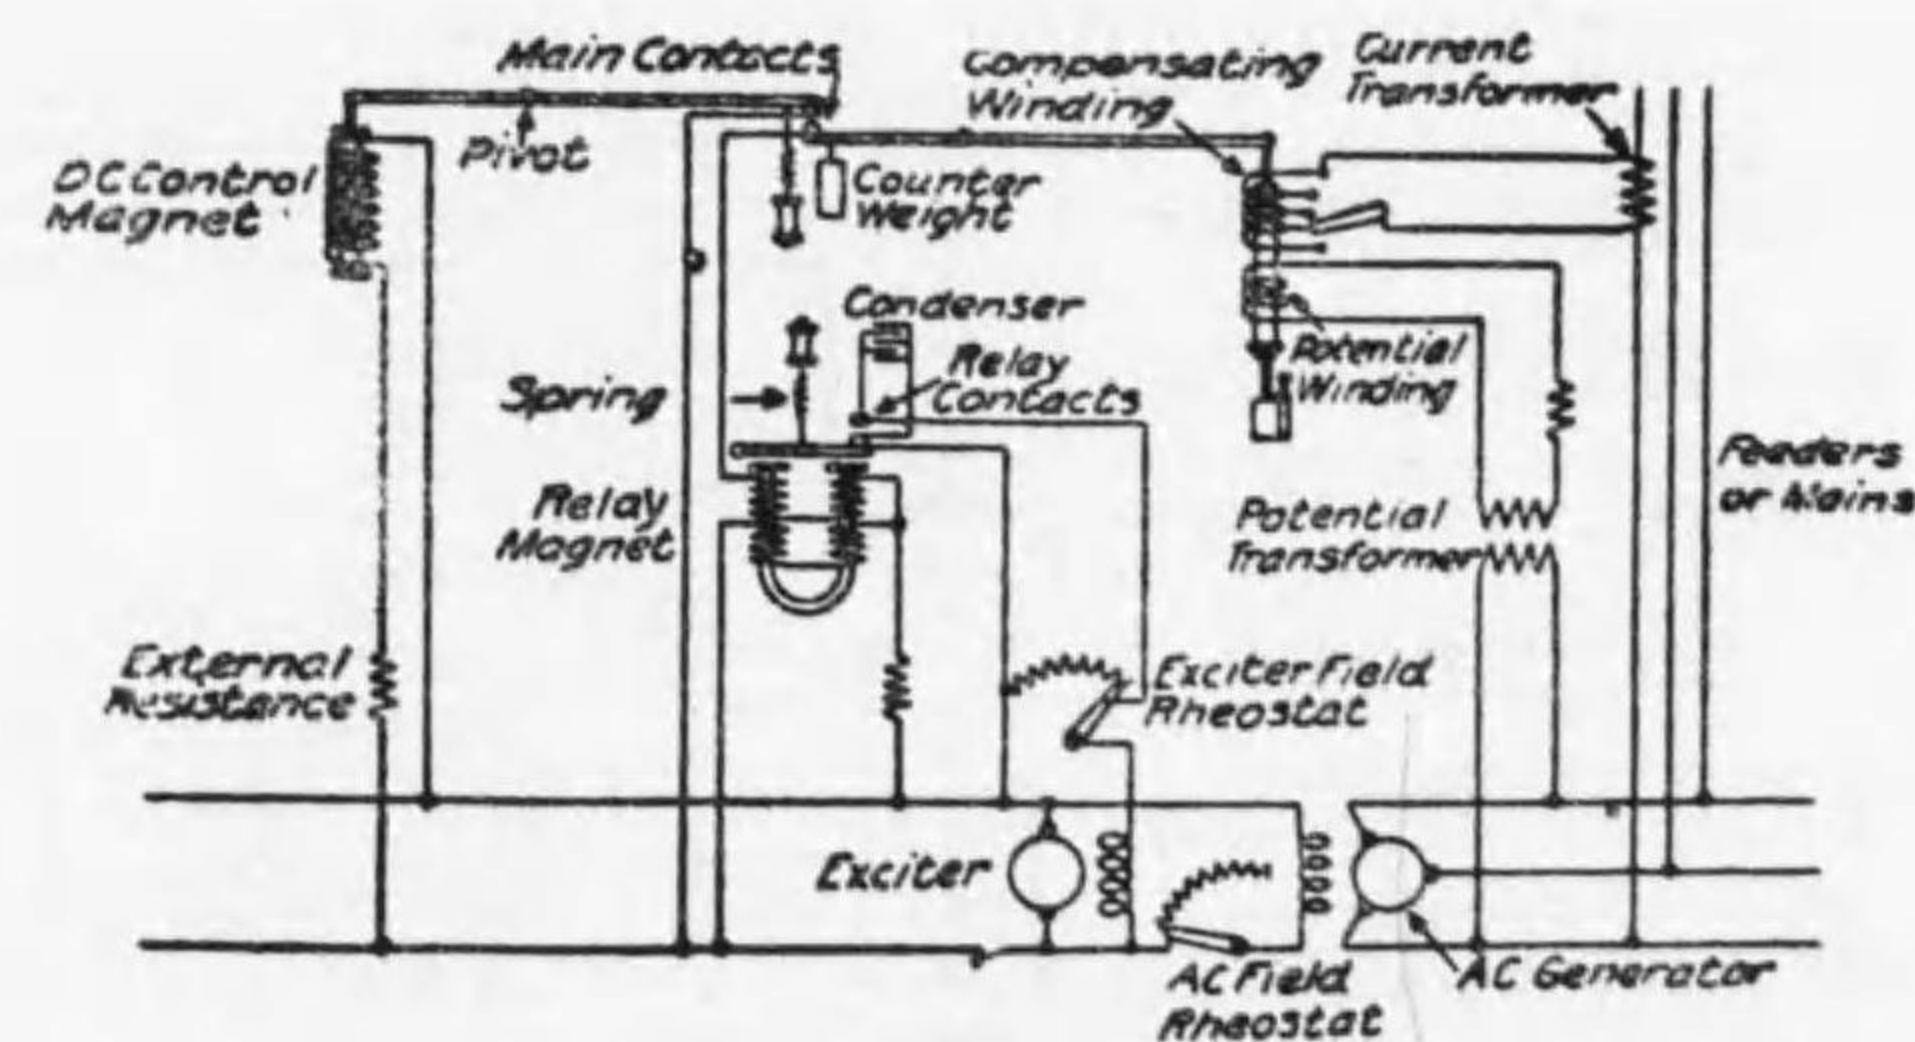 Main Contacts
Compensating
Winding
Current
Transformer
Pivot
DC Control
Magnet
Counter
Weight
Condenser
Relay
Contacts
Spring
Potential
Winding
Feeders
or Mains
Relay
Magnet
Potential
Transformer
External
Resistance
Exciter Field
Rheostat
Exciter
AC Field
Rheostat
AC Generator